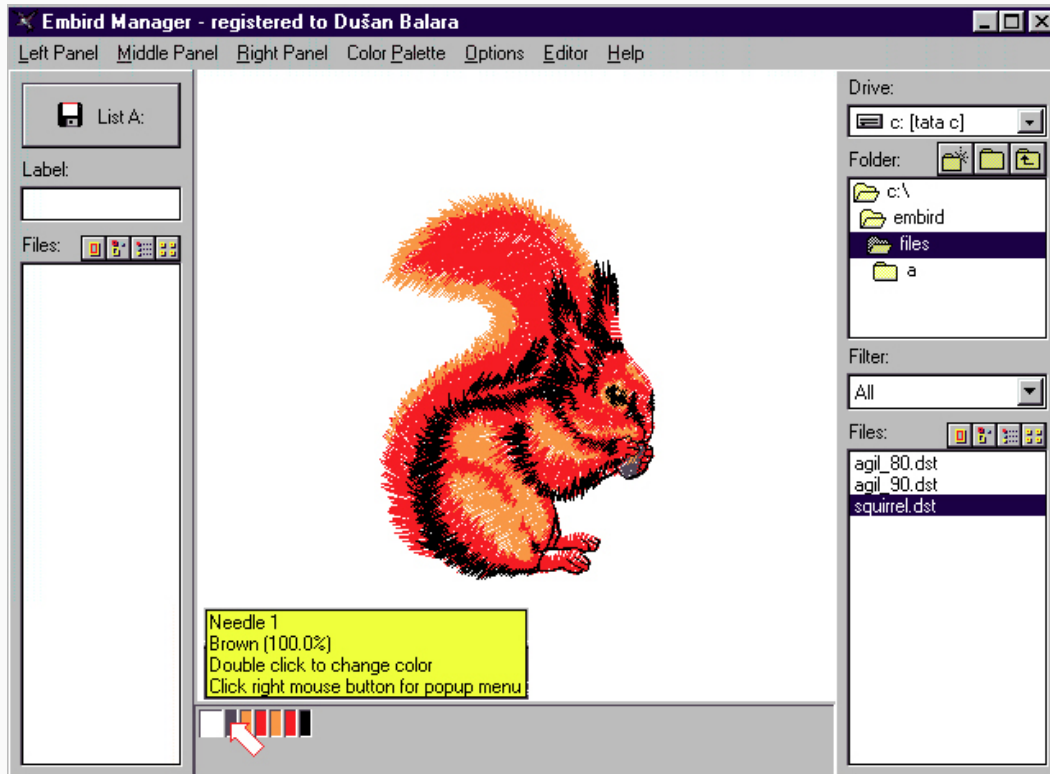 Embird Manager - registered to Dušan Balara
Left Panel Middle Panel Right Panel Color Palette Options Editor Help
List A:
Label:
Files:
Needle 1
Brown (100.0%)
Double click to change color
Click right mouse button for popup menu
Drive:
c: [tata c]
Folder:
c:\
embird
files
a
Filter:
All
Files:
agil_80.dst
agil_90.dst
squirrel.dst